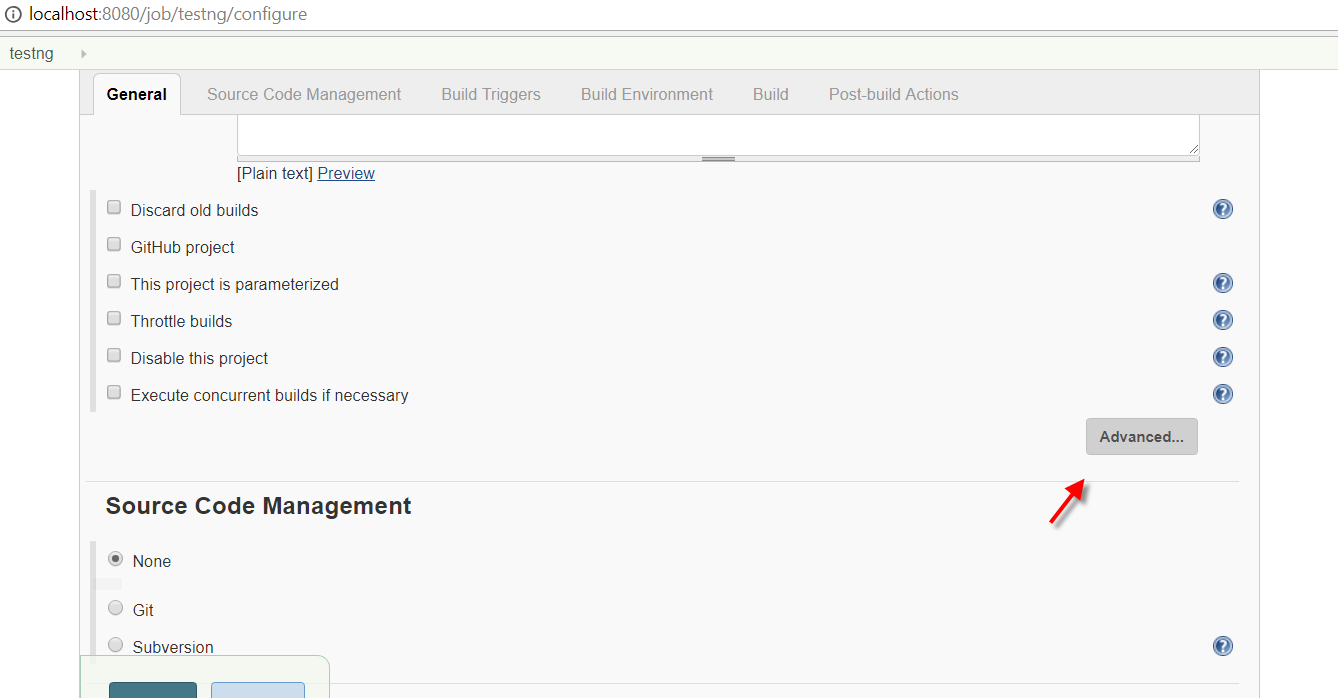 localhost:8080/job/testng/configure
testng
General Source Code Management Build Triggers Build Environment Build Post-build Actions
[Plain text] Preview
Discard old builds
GitHub project
This project is parameterized
Throttle builds
Disable this project
Execute concurrent builds if necessary
Advanced...
Source Code Management
None
Git
Subversion